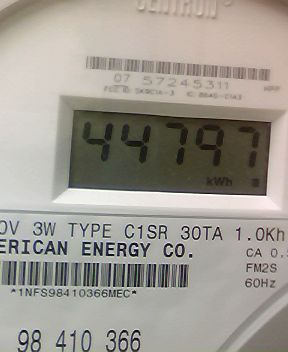 CENTRON
07 57245311
44797
kWh
0V 3W TYPE C1SR 30TA 1.0Kh
ERICAN ENERGY CO.
CA 0.
FM2S
60Hz
*1NFS98410366MEC*
98 410 366